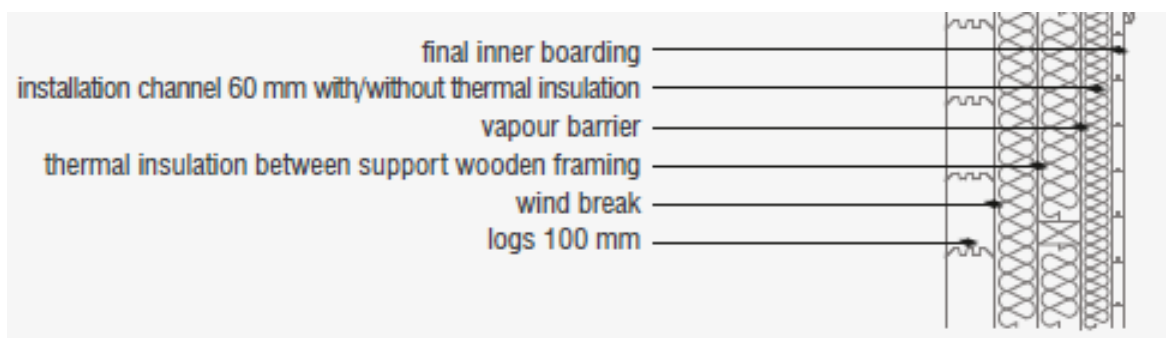 final inner boarding
installation channel 60 mm with/without thermal insulation
vapour barrier
thermal insulation between support wooden framing
wind break
logs 100 mm